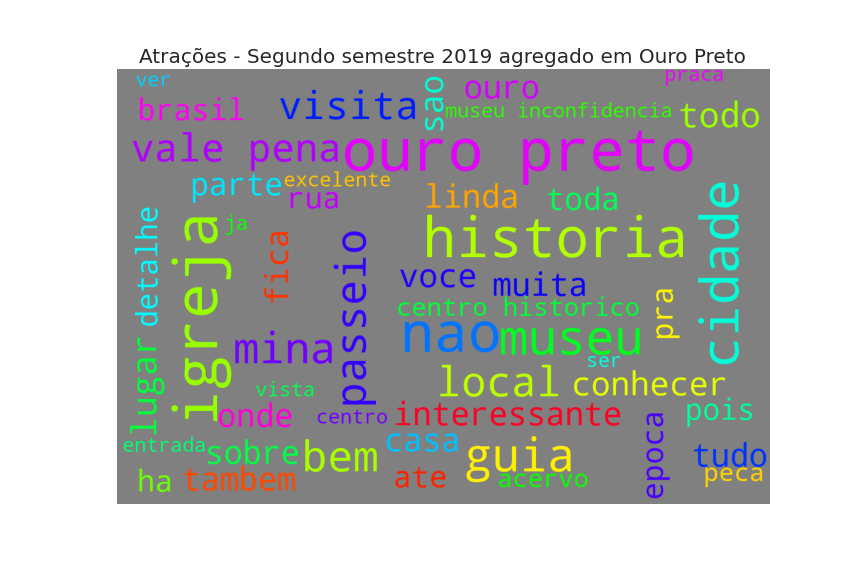 Atrações - Segundo semestre 2019 agregado em Ouro Preto
ver
praca
brasil
visita
sao
ouro
museu inconfidencia
todo
vale pena
ouro preto
parte
excelente
rua
linda
toda
cidade
detalhe
igreja
ja
fica
passeio
historia
voce
muita
pra
centro historico
nao
museu
mina
ser
lugar
vista
local
conhecer
onde
centro
interessante
pois
epoca
entrada
sobre
bem
casa
guia
tudo
peca
ha
tambem
ate
acervo